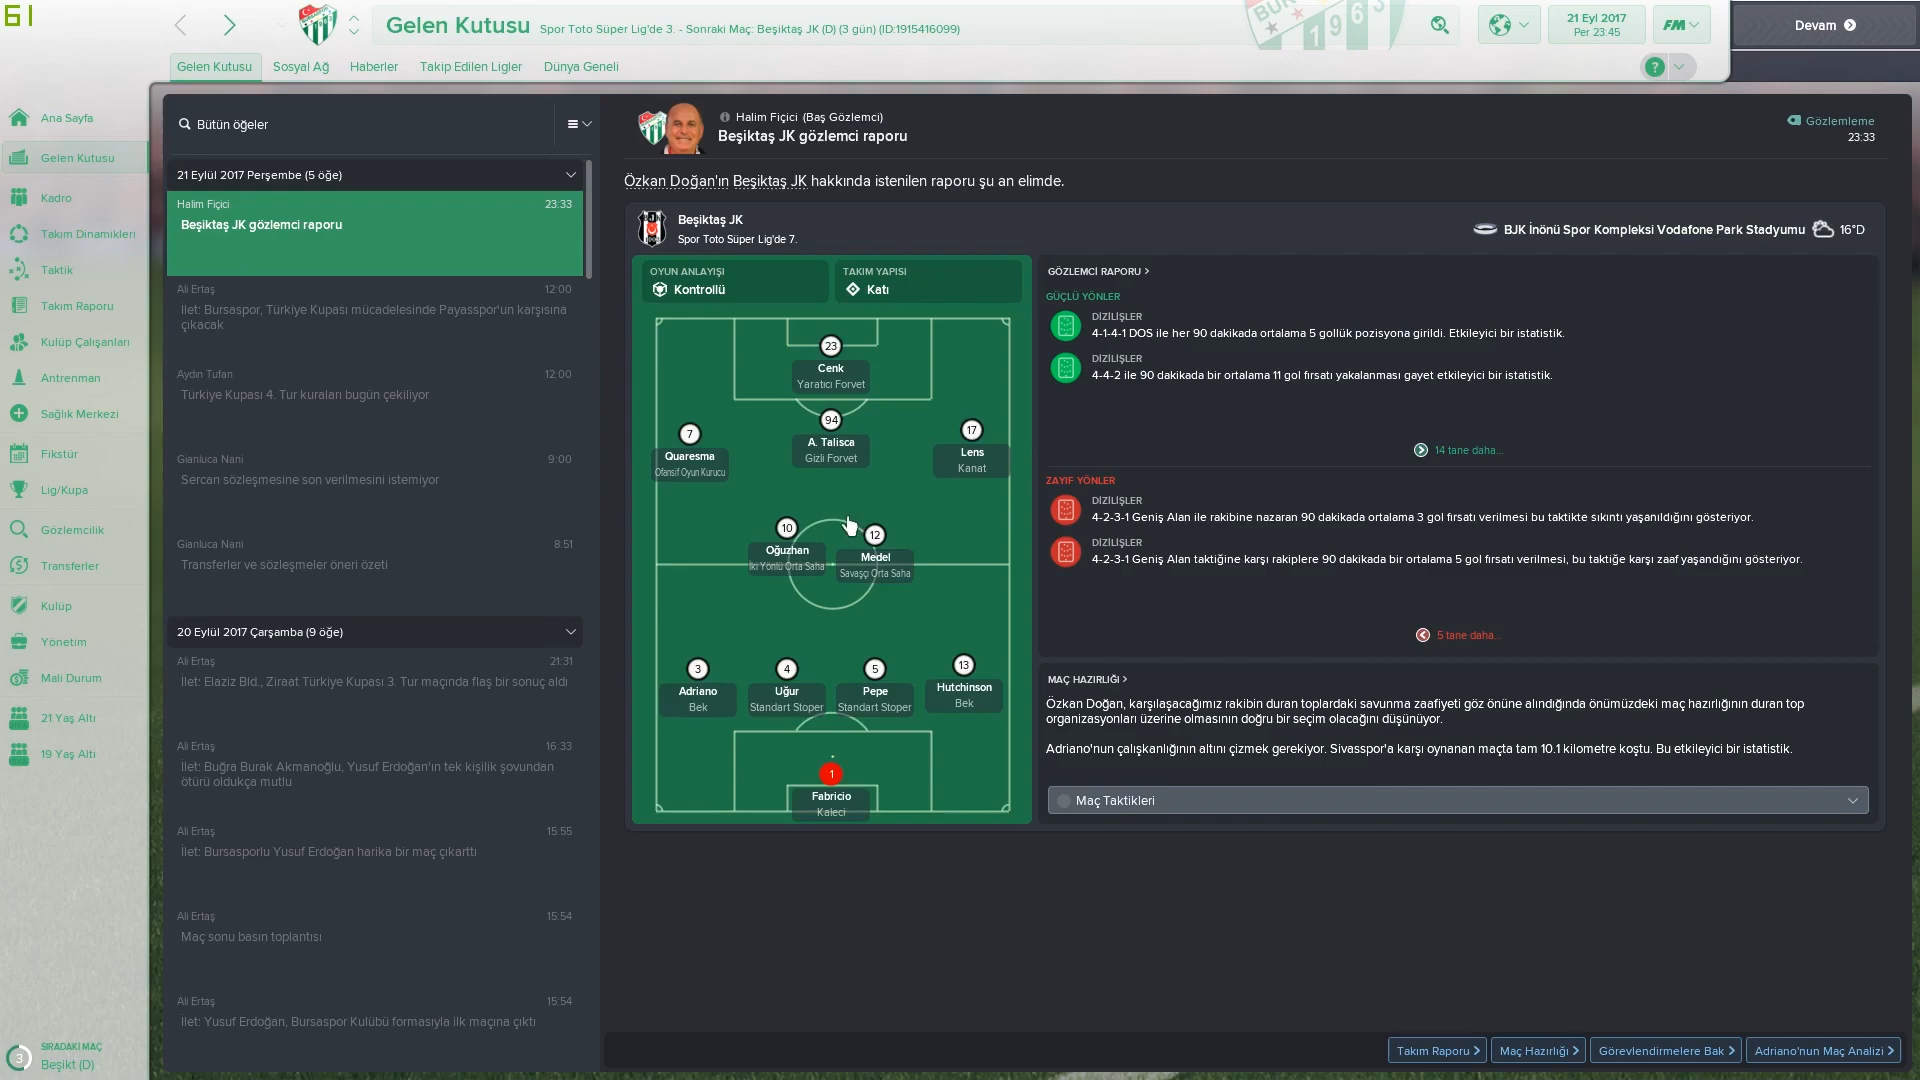 61
Gelen Kutusu
Spor Toto Süper Lig'de 3. - Sonraki Maç: Beşiktaş JK (D) (3 gün) (ID:1915416099)
21 Eyl 2017
Per 23:45
FM
Devam
Gelen Kutusu
Sosyal Ağ
Haberler
Takip Edilen Ligler
Dünya Geneli
?
Ana Sayfa
Gelen Kutusu
Kadro
Takım Dinamikleri
Taktik
Takım Raporu
Kulüp Çalışanları
Antrenman
Sağlık Merkezi
Fikstür
Lig/Kupa
Gözlemcilik
Transferler
Kulüp
Yönetim
Mali Durum
21 Yaş Altı
19 Yaş Altı
3
SIRADAKİ MAÇ
Beşikt (D)
Bütün öğeler
21 Eylül 2017 Perşembe (5 öğe)
Halim Fiçici 23:33
Beşiktaş JK gözlemci raporu
Ali Ertaş 12:00
İlet: Bursaspor, Türkiye Kupası mücadelesinde Payasspor'un karşısına
çıkacak
Aydın Tufan 12:00
Türkiye Kupası 4. Tur kuraları bugün çekiliyor
Gianluca Nani 9:00
Sercan sözleşmesine son verilmesini istemiyor
Gianluca Nani 8:51
Transferler ve sözleşmeler öneri özeti
20 Eylül 2017 Çarşamba (9 öğe)
Ali Ertaş 21:31
İlet: Elaziz Bld., Ziraat Türkiye Kupası 3. Tur maçında flaş bir sonuç aldı
Ali Ertaş 16:33
İlet: Buğra Burak Akmanoğlu, Yusuf Erdoğan'ın tek kişilik şovundan
ötürü oldukça mutlu
Ali Ertaş 15:55
İlet: Bursasporlu Yusuf Erdoğan harika bir maç çıkarttı
Ali Ertaş 15:54
Maç sonu basın toplantısı
Ali Ertaş 15:54
İlet: Yusuf Erdoğan, Bursaspor Kulübü formasıyla ilk maçına çıktı
Halim Fiçici (Baş Gözlemci)
Beşiktaş JK gözlemci raporu
Gözlemleme
23:33
Özkan Doğan'ın Beşiktaş JK hakkında istenilen raporu şu an elimde.
Beşiktaş JK
Spor Toto Süper Lig'de 7.
BJK İnönü Spor Kompleksi Vodafone Park Stadyumu 16°D
OYUN ANLAYIŞI
Kontrollü
TAKIM YAPISI
Katı
23
Cenk
Yaratıcı Forvet
7
Quaresma
Ofansif Oyun Kurucu
94
A. Talisca
Gizli Forvet
17
Lens
Kanat
10
Oğuzhan
İki Yönlü Orta Saha
12
Medel
Savaşçı Orta Saha
3
Adriano
Bek
4
Uğur
Standart Stoper
5
Pepe
Standart Stoper
13
Hutchinson
Bek
1
Fabricio
Kaleci
GÖZLEMCİ RAPORU >
GÜÇLÜ YÖNLER
DİZİLİŞLER
4-1-4-1 DOS ile her 90 dakikada ortalama 5 gollük pozisyona girildi. Etkileyici bir istatistik.
DİZİLİŞLER
4-4-2 ile 90 dakikada bir ortalama 11 gol fırsatı yakalanması gayet etkileyici bir istatistik.
14 tane daha...
ZAYIF YÖNLER
DİZİLİŞLER
4-2-3-1 Geniş Alan ile rakibine nazaran 90 dakikada ortalama 3 gol fırsatı verilmesi bu taktikte sıkıntı yaşanıldığını gösteriyor.
DİZİLİŞLER
4-2-3-1 Geniş Alan taktiğine karşı rakiplere 90 dakikada bir ortalama 5 gol fırsatı verilmesi, bu taktiğe karşı zaaf yaşandığını gösteriyor.
5 tane daha...
MAÇ HAZIRLIĞI >
Özkan Doğan, karşılaşacağımız rakibin duran toplardaki savunma zaafiyeti göz önüne alındığında önümüzdeki maç hazırlığının duran top
organizasyonları üzerine olmasının doğru bir seçim olacağını düşünüyor.
Adriano'nun çalışkanlığının altını çizmek gerekiyor. Sivasspor'a karşı oynanan maçta tam 10.1 kilometre koştu. Bu etkileyici bir istatistik.
Maç Taktikleri
Takım Raporu >
Maç Hazırlığı >
Görevlendirmelere Bak >
Adriano'nun Maç Analizi >